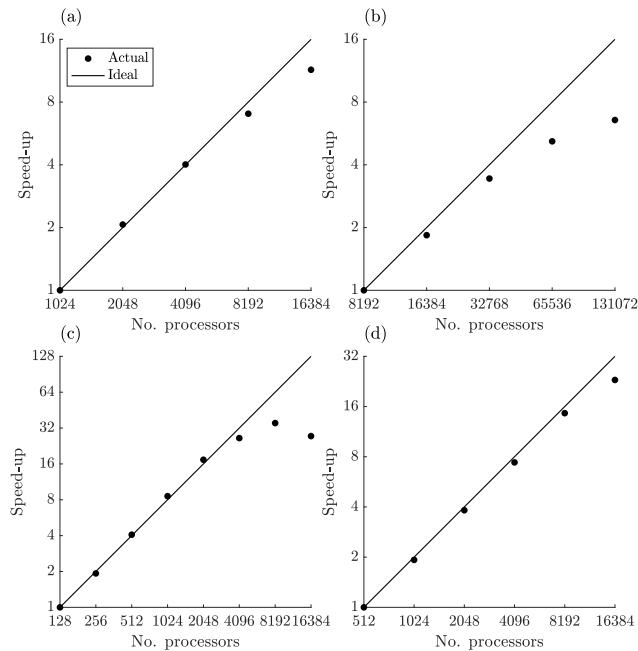 (a)
16
8
4
2
1
Speed-up
Actual
Ideal
1024 2048 4096 8192 16384
No. processors
(b)
16
8
4
2
1
Speed-up
8192 16384 32768 65536 131072
No. processors
(c)
128
64
32
16
8
4
2
1
Speed-up
128 256 512 1024 2048 4096 8192 16384
No. processors
(d)
32
16
8
4
2
1
Speed-up
512 1024 2048 4096 8192 16384
No. processors